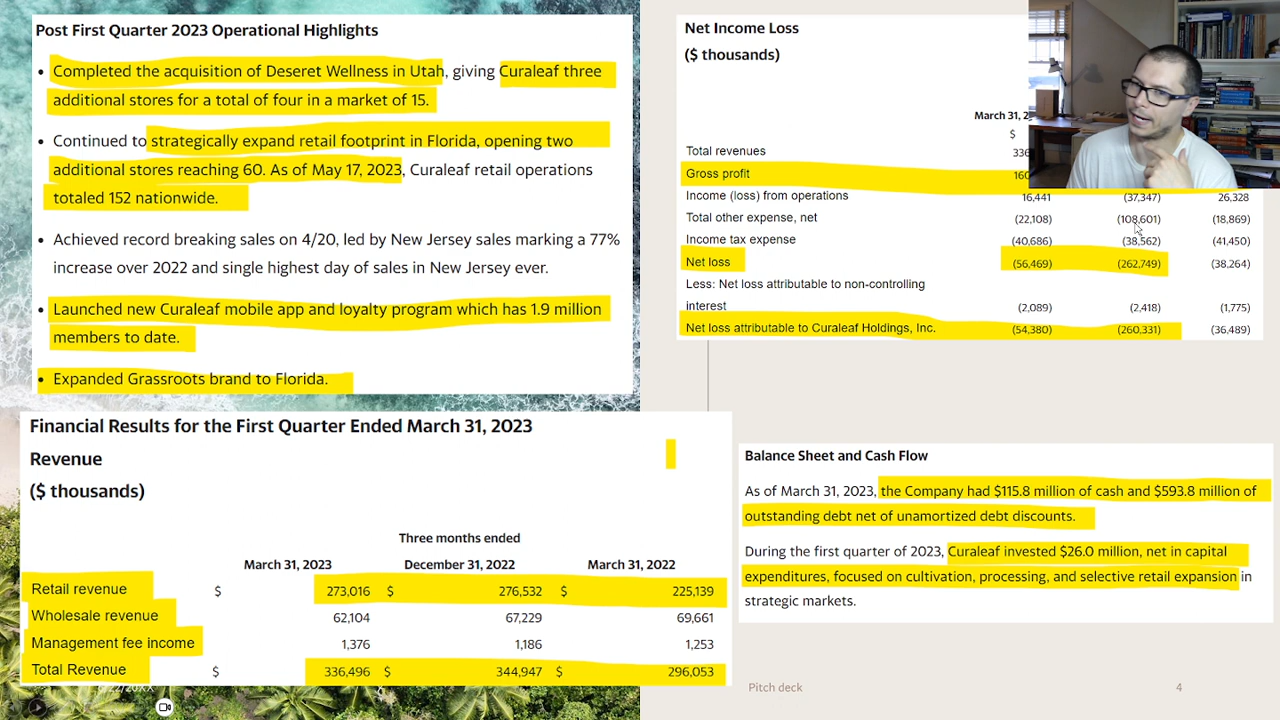 Post First Quarter 2023 Operational Highlights
• Completed the acquisition of Deseret Wellness in Utah, giving Curaleaf three
additional stores for a total of four in a market of 15.
• Continued to strategically expand retail footprint in Florida, opening two
additional stores reaching 60. As of May 17, 2023, Curaleaf retail operations
totaled 152 nationwide.
• Achieved record breaking sales on 4/20, led by New Jersey sales marking a 77%
increase over 2022 and single highest day of sales in New Jersey ever.
• Launched new Curaleaf mobile app and loyalty program which has 1.9 million
members to date.
• Expanded Grassroots brand to Florida.
Net Income Loss
($ thousands)
March 31, 2
$
Total revenues 336
Gross profit 160
Income (loss) from operations 16,441 (37,347) 26,328
Total other expense, net (22,108) (108,601) (18,869)
Income tax expense (40,686) (38,562) (41,450)
Net loss (56,469) (262,749) (38,264)
Less: Net loss attributable to non-controlling
interest (2,089) (2,418) (1,775)
Net loss attributable to Curaleaf Holdings, Inc. (54,380) (260,331) (36,489)
Financial Results for the First Quarter Ended March 31, 2023
Revenue
($ thousands)
Three months ended
March 31, 2023 December 31, 2022 March 31, 2022
Retail revenue $ 273,016 $ 276,532 $ 225,139
Wholesale revenue 62,104 67,229 69,661
Management fee income 1,376 1,186 1,253
Total Revenue $ 336,496 $ 344,947 $ 296,053
Balance Sheet and Cash Flow
As of March 31, 2023, the Company had $115.8 million of cash and $593.8 million of
outstanding debt net of unamortized debt discounts.
During the first quarter of 2023, Curaleaf invested $26.0 million, net in capital
expenditures, focused on cultivation, processing, and selective retail expansion in
strategic markets.
Pitch deck 4